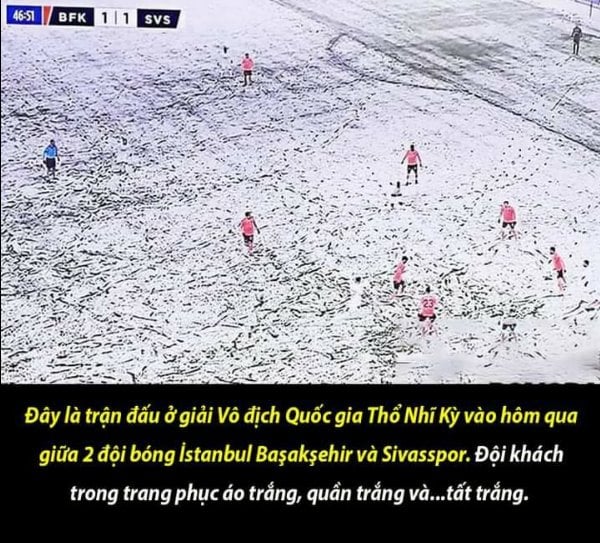 46:51 BFK 1 | 1 SVS
23
Đây là trận đấu ở giải Vô địch Quốc gia Thổ Nhĩ Kỳ vào hôm qua
giữa 2 đội bóng İstanbul Başakşehir và Sivasspor. Đội khách
trong trang phục áo trắng, quần trắng và...tất trắng.